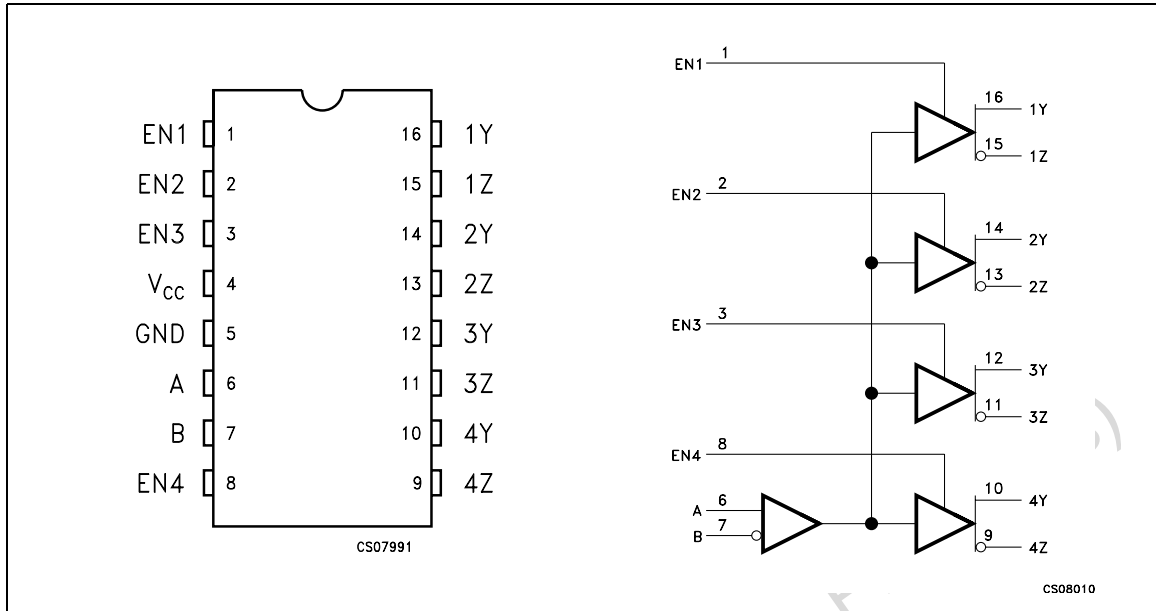 EN1 1 16 1Y
EN2 2 15 1Z
EN3 3 14 2Y
VCC 4 13 2Z
GND 5 12 3Y
A 6 11 3Z
B 7 10 4Y
EN4 8 9 4Z
CS07991
EN1 1
16 1Y
15 1Z
EN2 2
14 2Y
13 2Z
EN3 3
12 3Y
11 3Z
EN4 8
10 4Y
A 6
B 7
9 4Z
CS08010